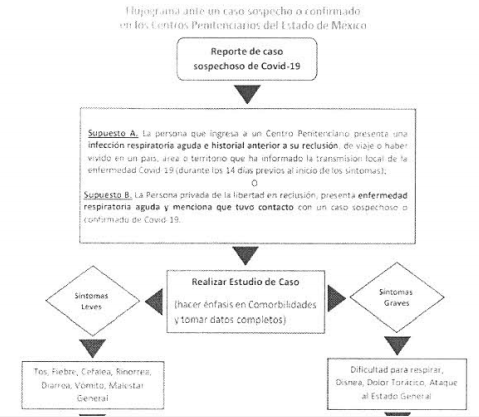 Flujograma ante un caso sospecho o confirmado
en los Centros Penitenciarios del Estado de México
Reporte de caso
sospechoso de Covid-19
Supuesto A. La persona que ingresa a un Centro Penitenciario presenta una
infección respiratoria aguda e historial anterior a su reclusión, de viaje o haber
vivido en un país, área o territorio que ha informado la transmisión local de la
enfermedad Covid-19 (durante los 14 días previos al inicio de los síntomas);
O
Supuesto B. La Persona privada de la libertad en reclusión, presenta enfermedad
respiratoria aguda y menciona que tuvo contacto con un caso sospechoso o
confirmado de Covid-19.
Realizar Estudio de Caso
(hacer énfasis en Comorbilidades
y tomar datos completos)
Síntomas
Leves
Síntomas
Graves
Tos, Fiebre, Cefalea, Rinorrea,
Diarrea, Vómito, Malestar
General
Dificultad para respirar,
Disnea, Dolor Torácico, Ataque
al Estado General